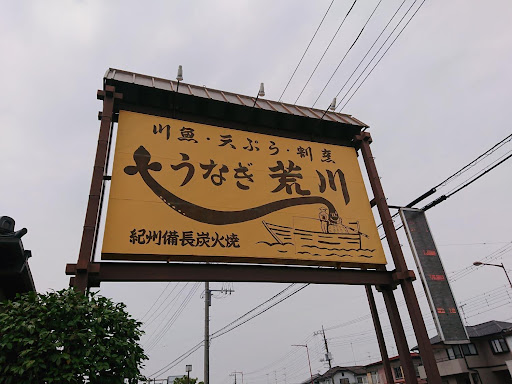 川魚・天ぷら・割烹
うなぎ 荒川
紀州備長炭火焼